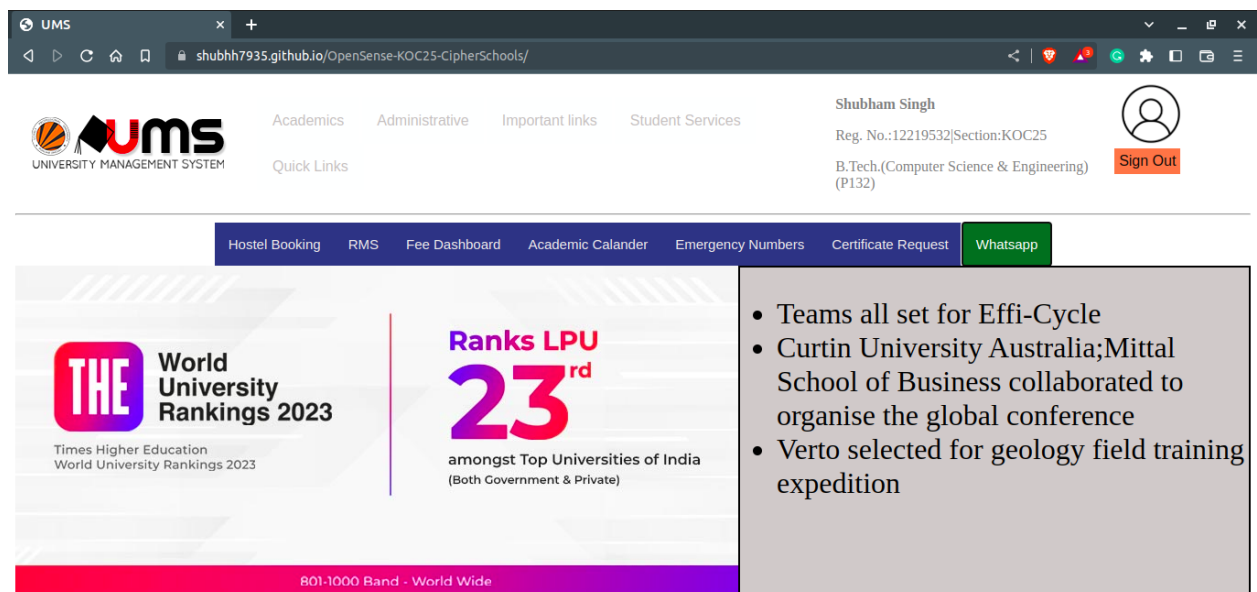 UMS
shubhh7935.github.io/OpenSense-KOC25-CipherSchools/
3
UMS
UNIVERSITY MANAGEMENT SYSTEM
Academics Administrative Important links Student Services
Quick Links
Shubham Singh
Reg. No.:12219532|Section:KOC25
B.Tech.(Computer Science & Engineering)
(P132)
Sign Out
Hostel Booking RMS Fee Dashboard Academic Calander Emergency Numbers Certificate Request Whatsapp
THE
World
University
Rankings 2023
Times Higher Education
World University Rankings 2023
Ranks LPU
23rd
amongst Top Universities of India
(Both Government & Private)
801-1000 Band - World Wide
Teams all set for Effi-Cycle
Curtin University Australia;Mittal
School of Business collaborated to
organise the global conference
Verto selected for geology field training
expedition